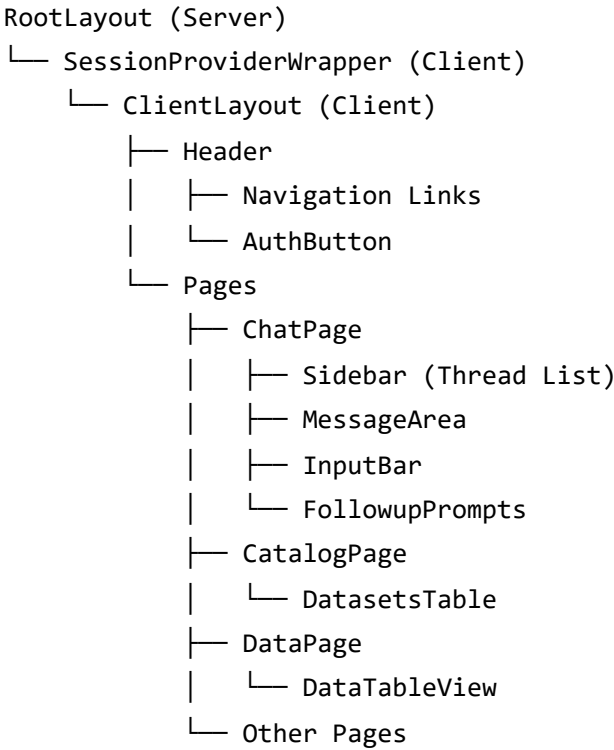 RootLayout (Server)
└── SessionProviderWrapper (Client)
    └── ClientLayout (Client)
        ├── Header
        │   ├── Navigation Links
        │   └── AuthButton
        └── Pages
            ├── ChatPage
            │   ├── Sidebar (Thread List)
            │   ├── MessageArea
            │   ├── InputBar
            │   └── FollowupPrompts
            ├── CatalogPage
            │   └── DatasetsTable
            ├── DataPage
            │   └── DataTableView
            └── Other Pages